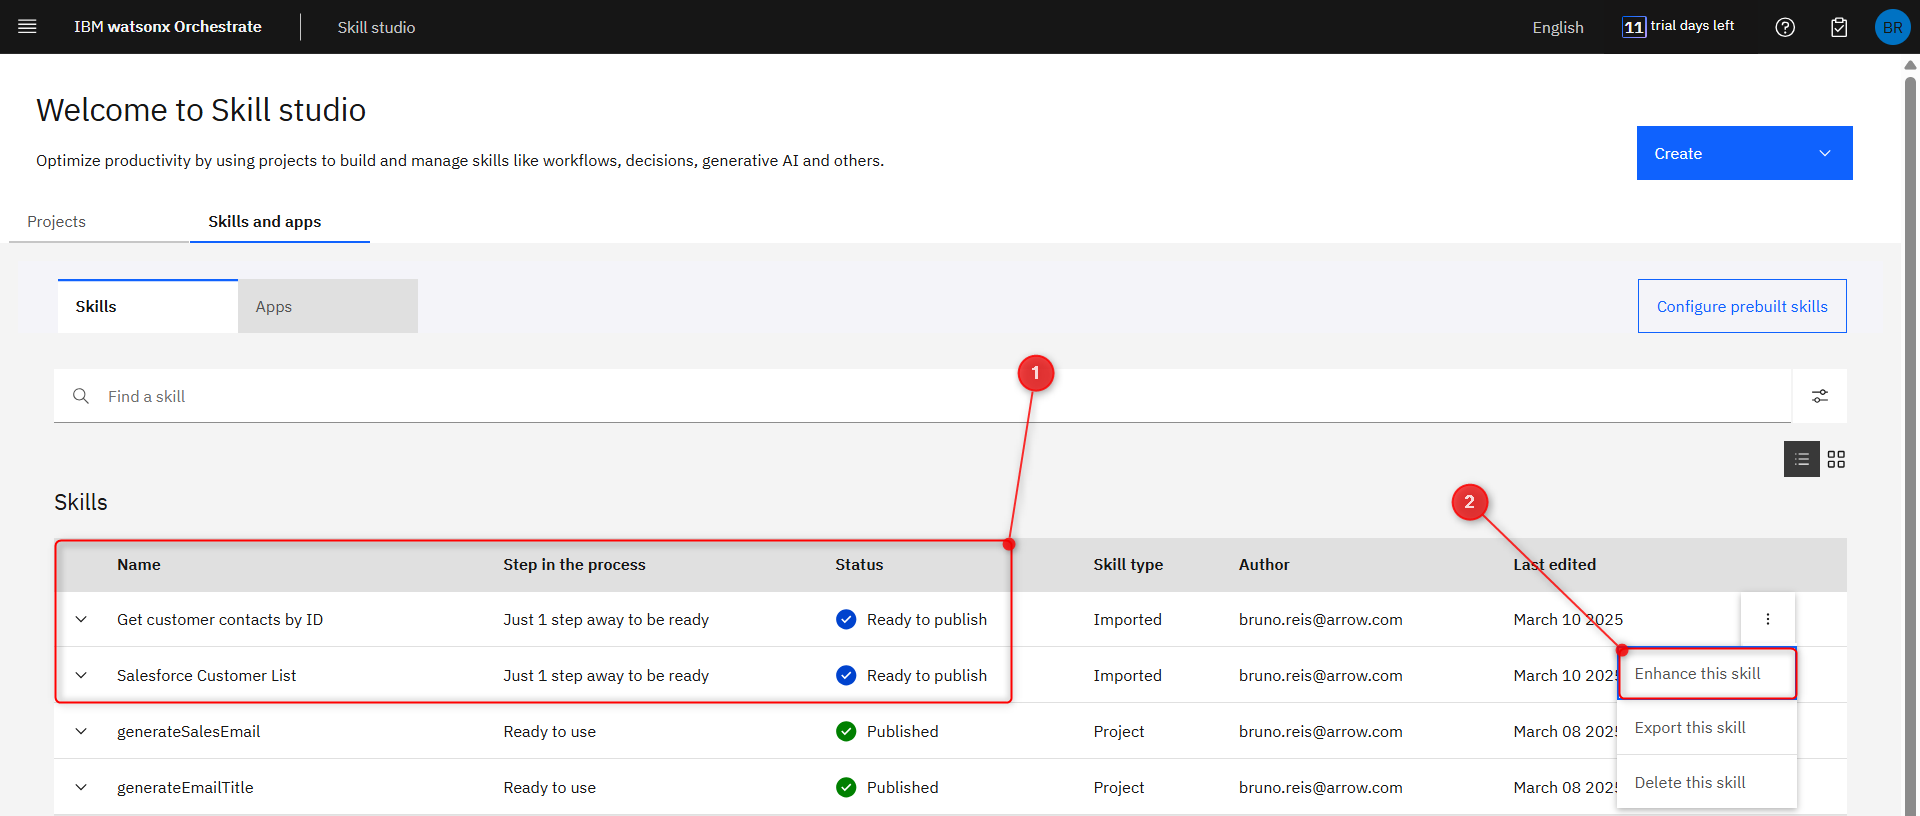 IBM watsonx Orchestrate Skill studio English 11 trial days left BR
Welcome to Skill studio
Optimize productivity by using projects to build and manage skills like workflows, decisions, generative AI and others.
Create
Projects Skills and apps
Skills Apps Configure prebuilt skills
1
Find a skill
2
Skills
Name Step in the process Status Skill type Author Last edited
Get customer contacts by ID Just 1 step away to be ready Ready to publish Imported bruno.reis@arrow.com March 10 2025
Salesforce Customer List Just 1 step away to be ready Ready to publish Imported bruno.reis@arrow.com March 10 2025
Enhance this skill
generateSalesEmail Ready to use Published Project bruno.reis@arrow.com March 08 2025
Export this skill
generateEmailTitle Ready to use Published Project bruno.reis@arrow.com March 08 2025
Delete this skill